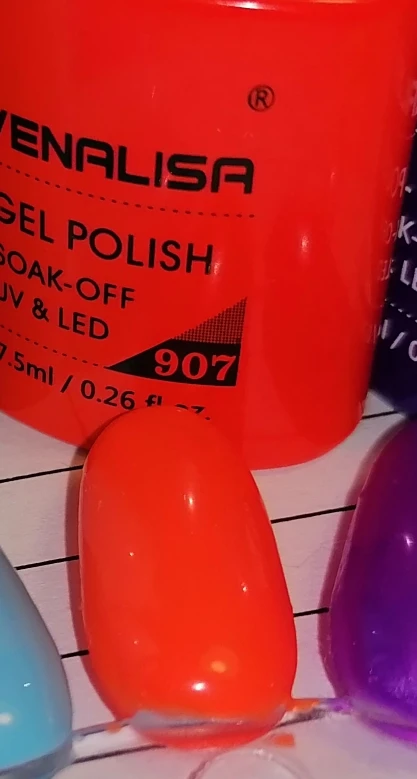 ®
VENALISA
GEL POLISH
SOAK-OFF
UV & LED
907
7.5ml / 0.26 fl oz.